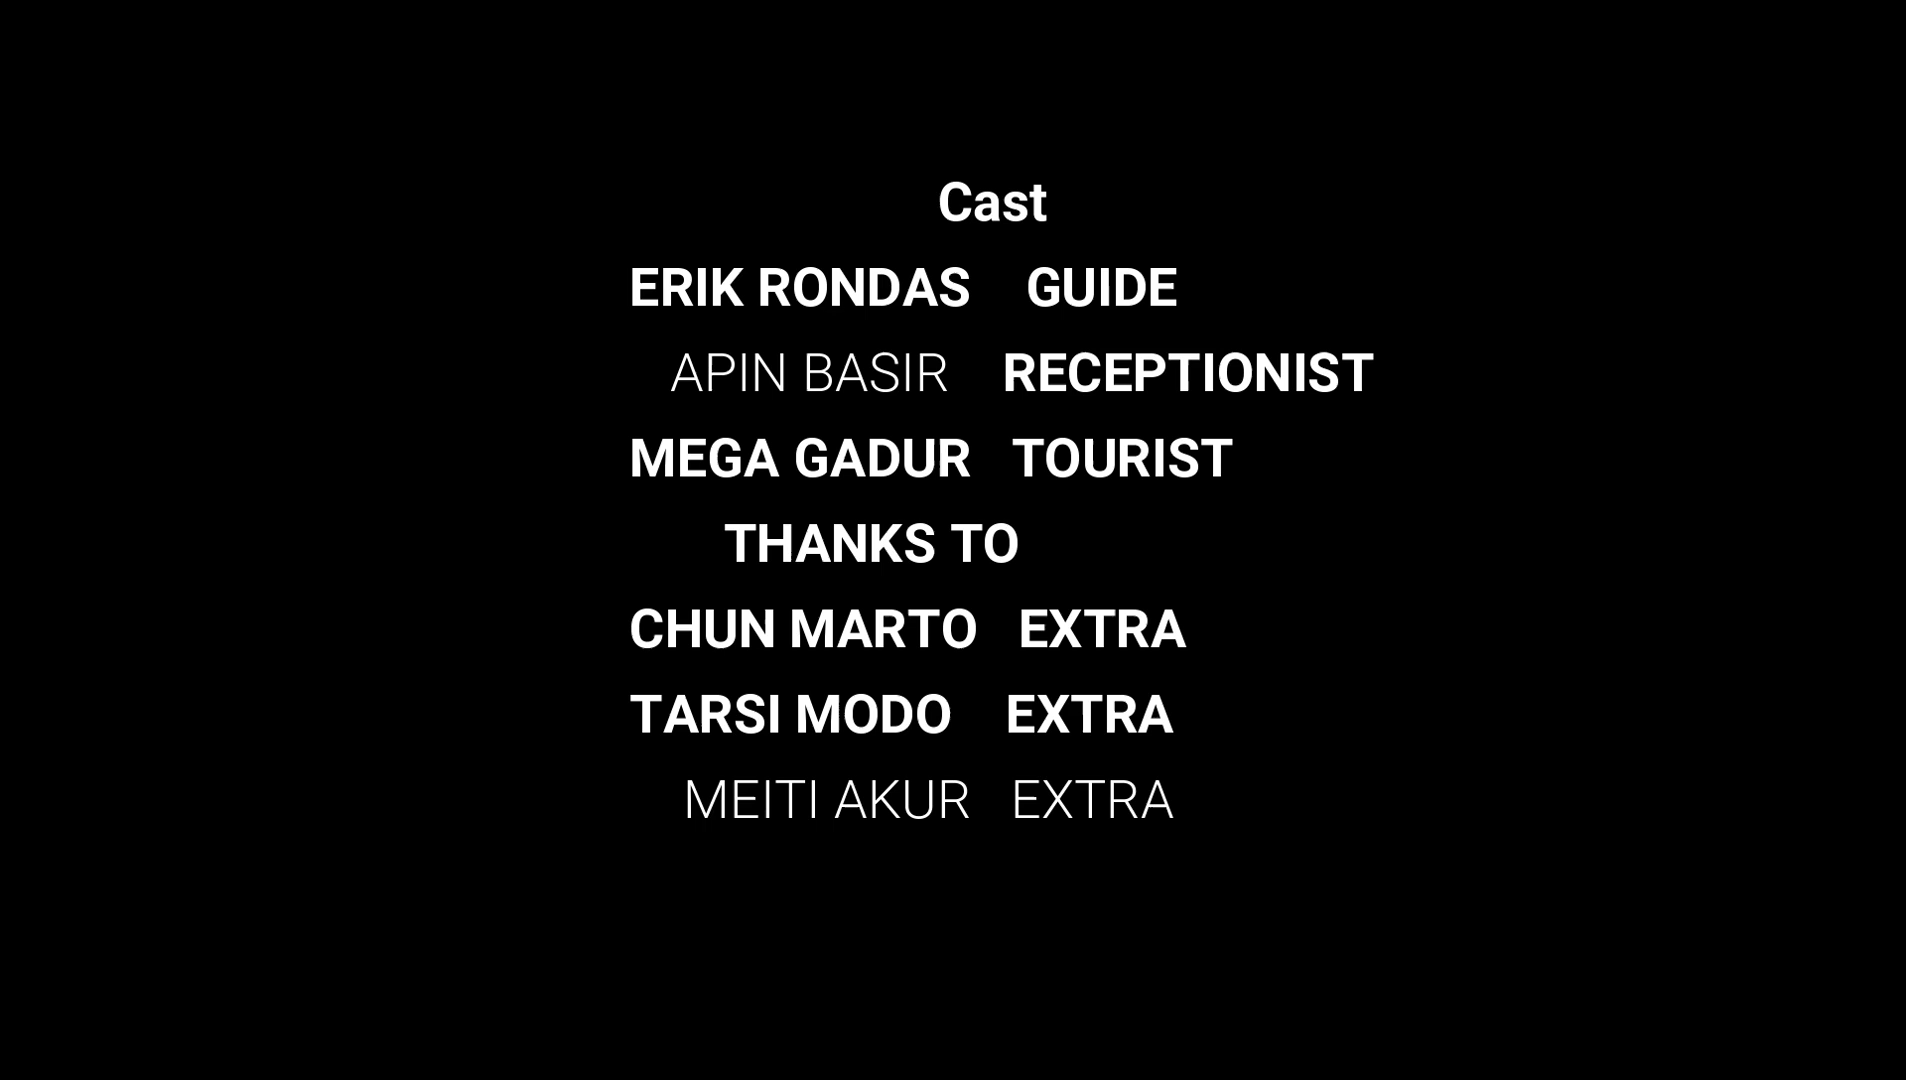 Cast
ERIK RONDAS GUIDE
APIN BASIR RECEPTIONIST
MEGA GADUR TOURIST
THANKS TO
CHUN MARTO EXTRA
TARSI MODO EXTRA
MEITI AKUR EXTRA